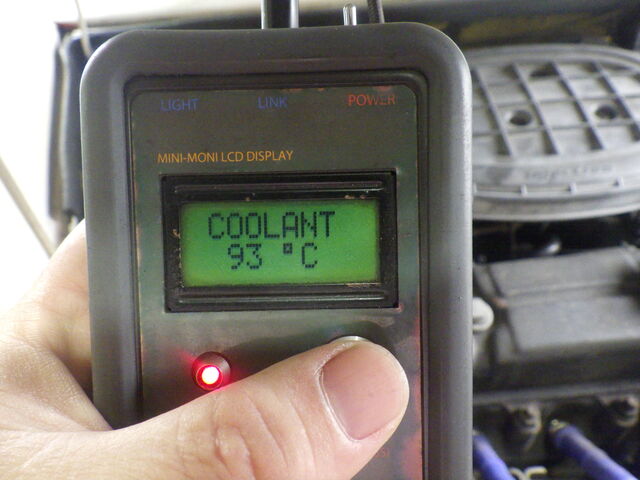 LIGHT LINK POWER
MINI-MONI LCD DISPLAY
COOLANT
93 °C